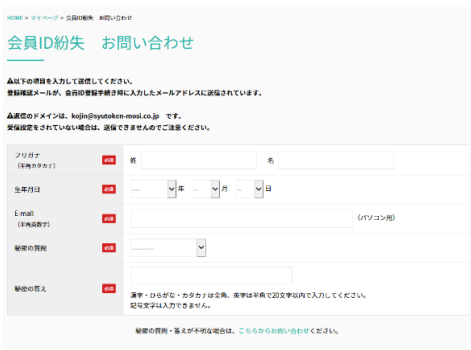 HOME » マイページ » 会員ID紛失 お問い合わせ
会員ID紛失 お問い合わせ
⚠以下の項目を入力して送信してください。
登録確認メールが、会員ID登録手続き時に入力したメールアドレスに送信されています。
⚠返信のドメインは、kojin@syutoken-mosi.co.jp です。
受信設定をされていない場合は、送信できませんのでご注意ください。
フリガナ
(半角カタカナ) 必須 姓 名
生年月日 必須 ---- 年 -- 月 -- 日
E-mail
(半角英数字) 必須 (パソコン用)
秘密の質問 必須 ----------
秘密の答え 必須
漢字・ひらがな・カタカナは全角、英字は半角で20文字以内で入力してください。
記号文字は入力できません。
秘密の質問・答えが不明な場合は、こちらからお問い合わせください。